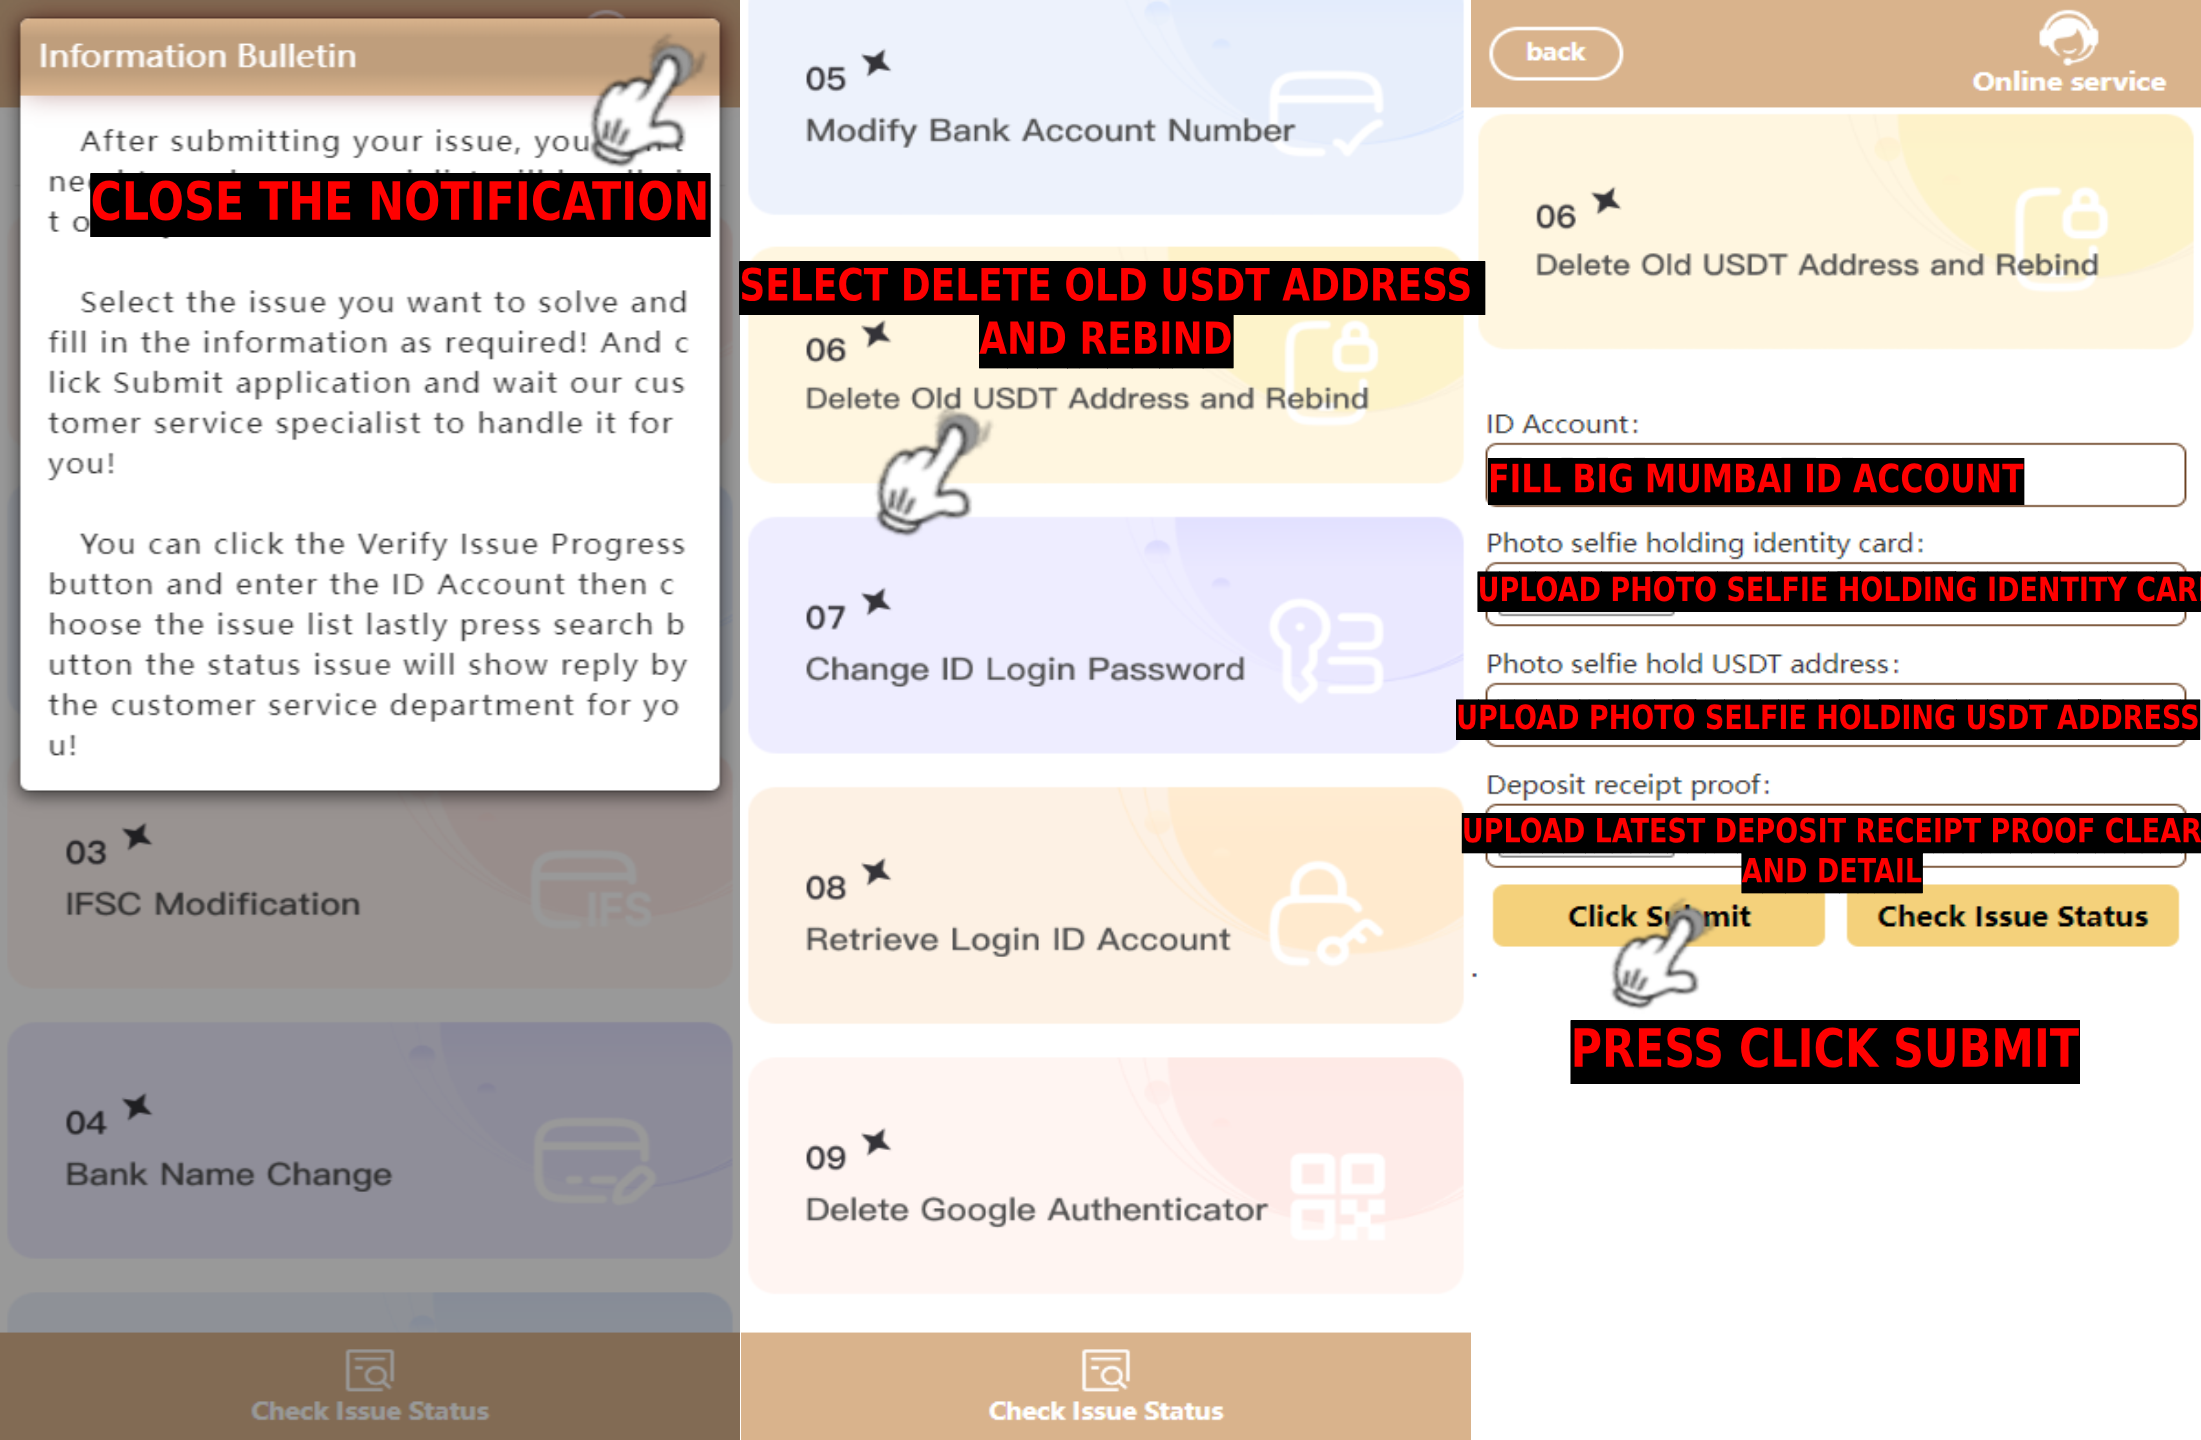 Information Bulletin
After submitting your issue, you
ne
t o
CLOSE THE NOTIFICATION
Select the issue you want to solve and
fill in the information as required! And c
lick Submit application and wait our cus
tomer service specialist to handle it for
you!
You can click the Verify Issue Progress
button and enter the ID Account then c
hoose the issue list lastly press search b
utton the status issue will show reply by
the customer service department for yo
u!
03
IFSC Modification
IFS
04
Bank Name Change
Check Issue Status
05
Modify Bank Account Number
SELECT DELETE OLD USDT ADDRESS
AND REBIND
06
Delete Old USDT Address and Rebind
07
Change ID Login Password
08
Retrieve Login ID Account
09
Delete Google Authenticator
Check Issue Status
back
Online service
06
Delete Old USDT Address and Rebind
ID Account:
FILL BIG MUMBAI ID ACCOUNT
Photo selfie holding identity card:
UPLOAD PHOTO SELFIE HOLDING IDENTITY CAR
Photo selfie hold USDT address:
UPLOAD PHOTO SELFIE HOLDING USDT ADDRESS
Deposit receipt proof:
UPLOAD LATEST DEPOSIT RECEIPT PROOF CLEAR
AND DETAIL
Click Submit
Check Issue Status
PRESS CLICK SUBMIT